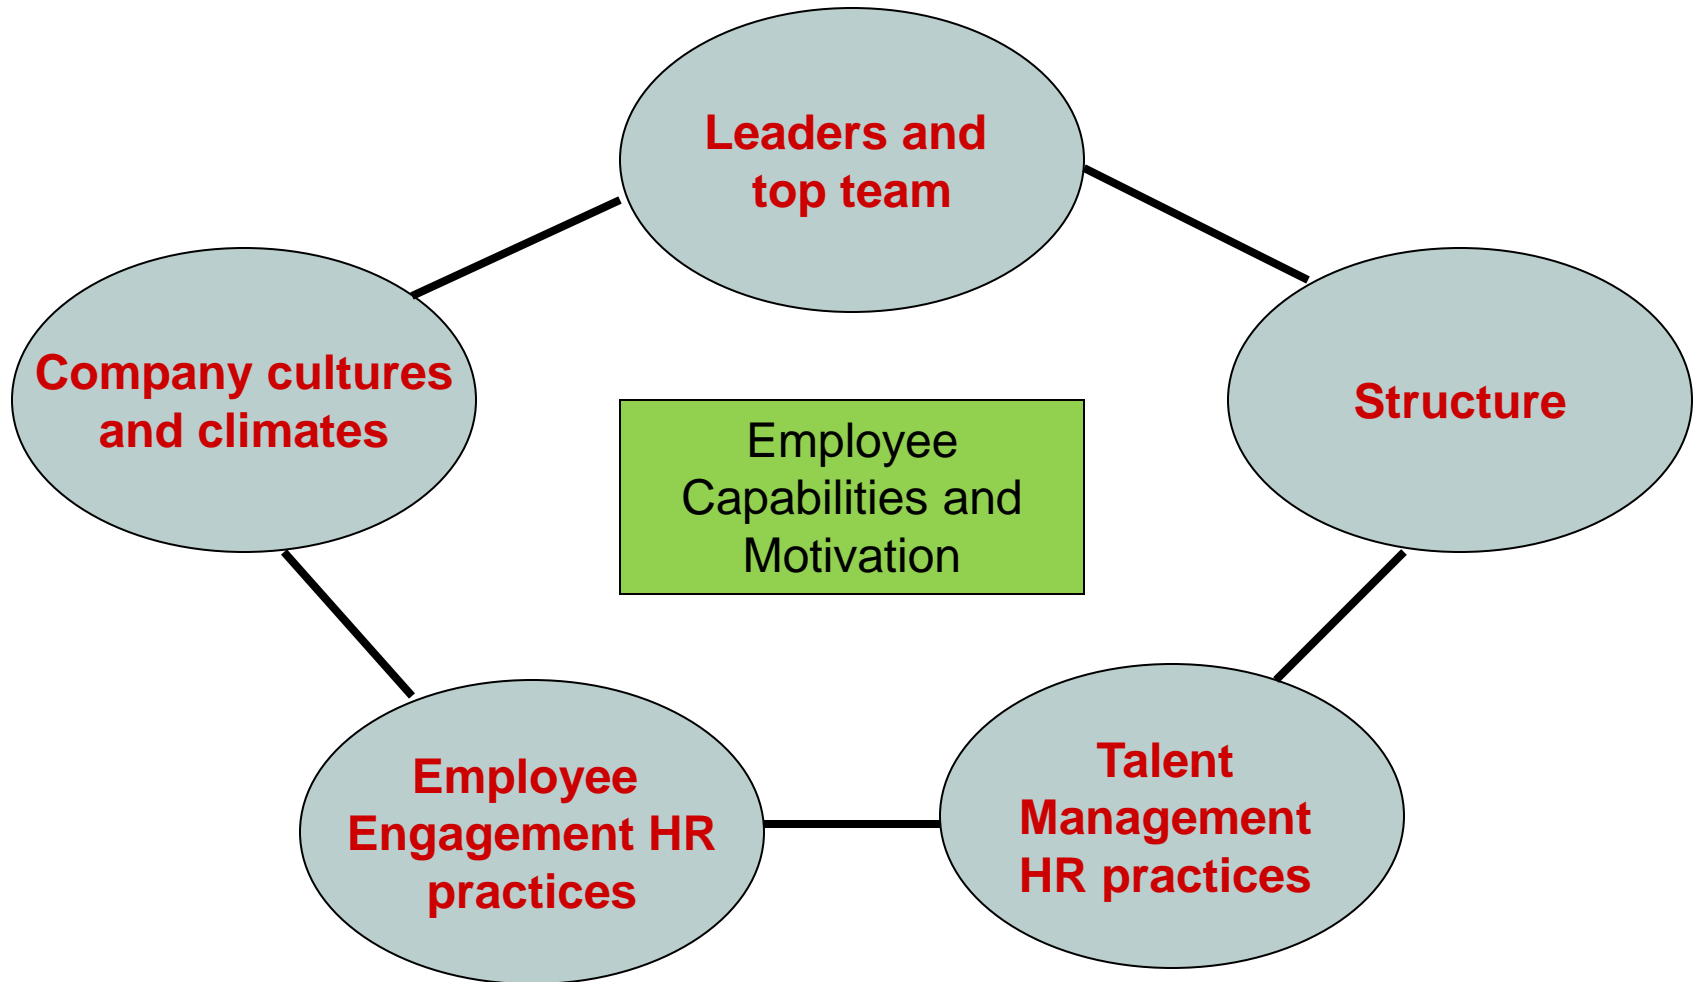 Leaders and
top team
Company cultures
and climates
Structure
Employee
Capabilities and
Motivation
Employee
Engagement HR
practices
Talent
Management
HR practices